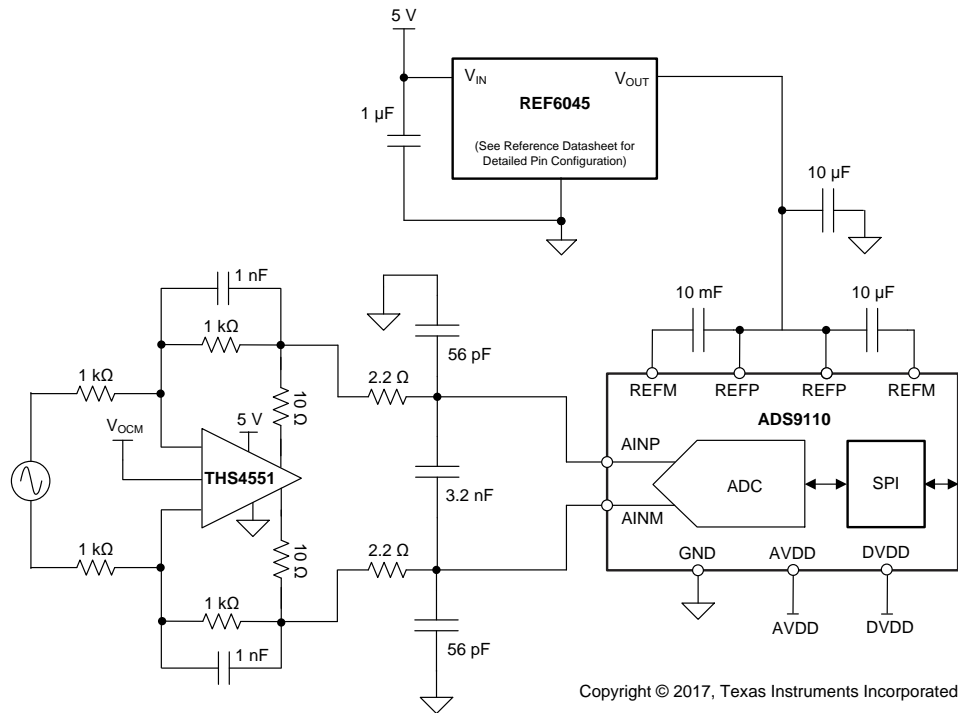 5 V
V_IN
V_OUT
REF6045
1 µF
(See Reference Datasheet for
Detailed Pin Configuration)
10 µF
1 nF
10 mF
10 µF
1 kΩ
56 pF
1 kΩ
2.2 Ω
REFM
REFP
REFP
REFM
10 Ω
ADS9110
V_OCM
5 V
AINP
THS4551
3.2 nF
ADC
SPI
AINM
1 kΩ
10 Ω
2.2 Ω
GND
AVDD
DVDD
1 kΩ
1 nF
56 pF
AVDD
DVDD
Copyright © 2017, Texas Instruments Incorporated